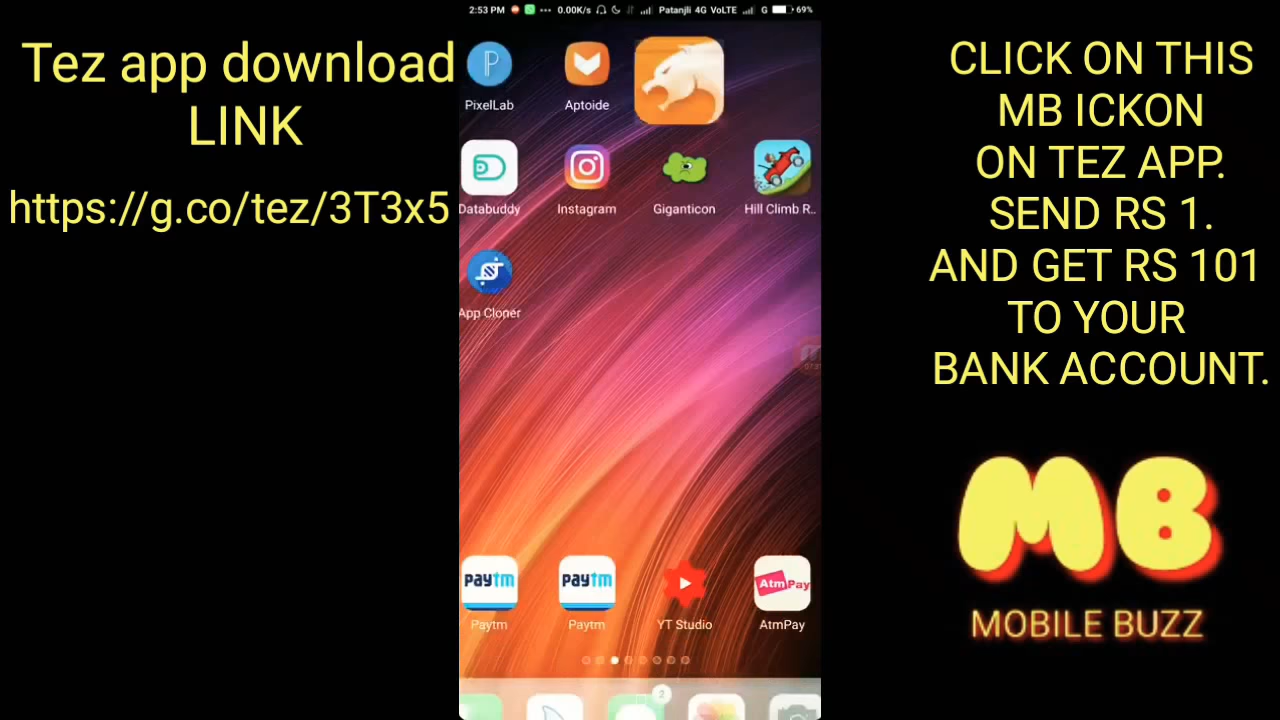 2:53 PM ••• 0.00K/s Patanjli 4G VoLTE G 69%
Tez app download
LINK
https://g.co/tez/3T3x5
PixelLab
Aptoide
Databuddy
Instagram
Giganticon
Hill Climb R..
App Cloner
paytm
paytm
Atm Pay
Paytm
Paytm
YT Studio
AtmPay
2
CLICK ON THIS
MB ICKON
ON TEZ APP.
SEND RS 1.
AND GET RS 101
TO YOUR
BANK ACCOUNT.
MB
MOBILE BUZZ